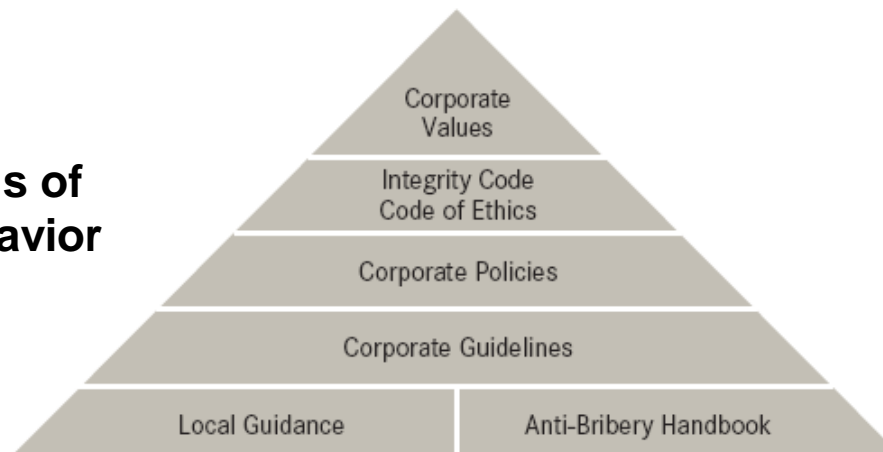 s of
avior
Corporate
Values
Integrity Code
Code of Ethics
Corporate Policies
Corporate Guidelines
Local Guidance
Anti-Bribery Handbook